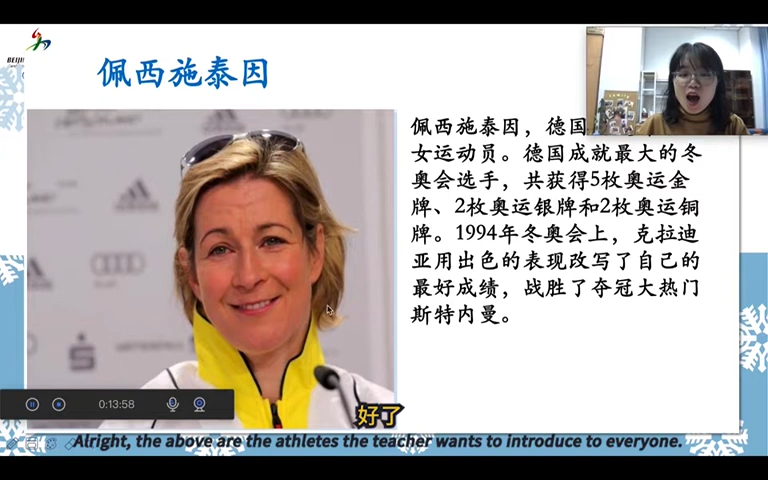 BEIJI
佩西施泰因
佩西施泰因，德国
女运动员。德国成就最大的冬
奥会选手，共获得5枚奥运金
牌、2枚奥运银牌和2枚奥运铜
牌。1994年冬奥会上，克拉迪
亚用出色的表现改写了自己的
最好成绩，战胜了夺冠大热门
斯特内曼。
adidas
Audi
0:13:58
好了
Alright, the above are the athletes the teacher wants to introduce to everyone.